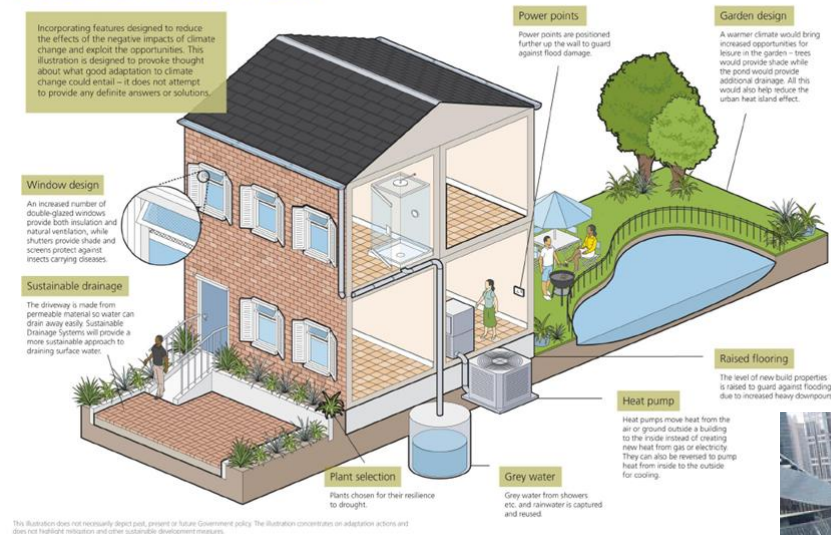 Incorporating features designed to reduce
the effects of the negative impacts of climate
change and exploit the opportunities. This
illustration is designed to provoke thought
about what good adaptation to climate
change could entail – it does not attempt
to provide any definite answers or solutions.
Power points
Power points are positioned
further up the wall to guard
against flood damage.
Garden design
A warmer climate would bring
increased opportunities for
leisure in the garden – trees
would provide shade while
the pond would provide
additional drainage. All this
would also help reduce the
urban heat island effect.
Window design
An increased number of
double-glazed windows
provide both insulation and
natural ventilation, while
shutters provide shade and
screens protect against
insects carrying diseases.
Sustainable drainage
The driveway is made from
permeable material so water can
drain away easily. Sustainable
Drainage Systems will provide a
more sustainable approach to
draining surface water.
Raised flooring
The level of new build properties
is raised to guard against flooding
due to increased heavy downpours
Heat pump
Heat pumps move heat from the
air or ground outside a building
to the inside instead of creating
new heat from gas or electricity.
They can also be reversed to pump
heat from inside to the outside
for cooling.
Plant selection
Plants chosen for their resilience
to drought.
Grey water
Grey water from showers
etc. and rainwater is captured
and reused.
This illustration does not necessarily depict past, present or future Government policy. The illustration concentrates on adaptation actions and
does not highlight mitigation and other sustainable development measures.